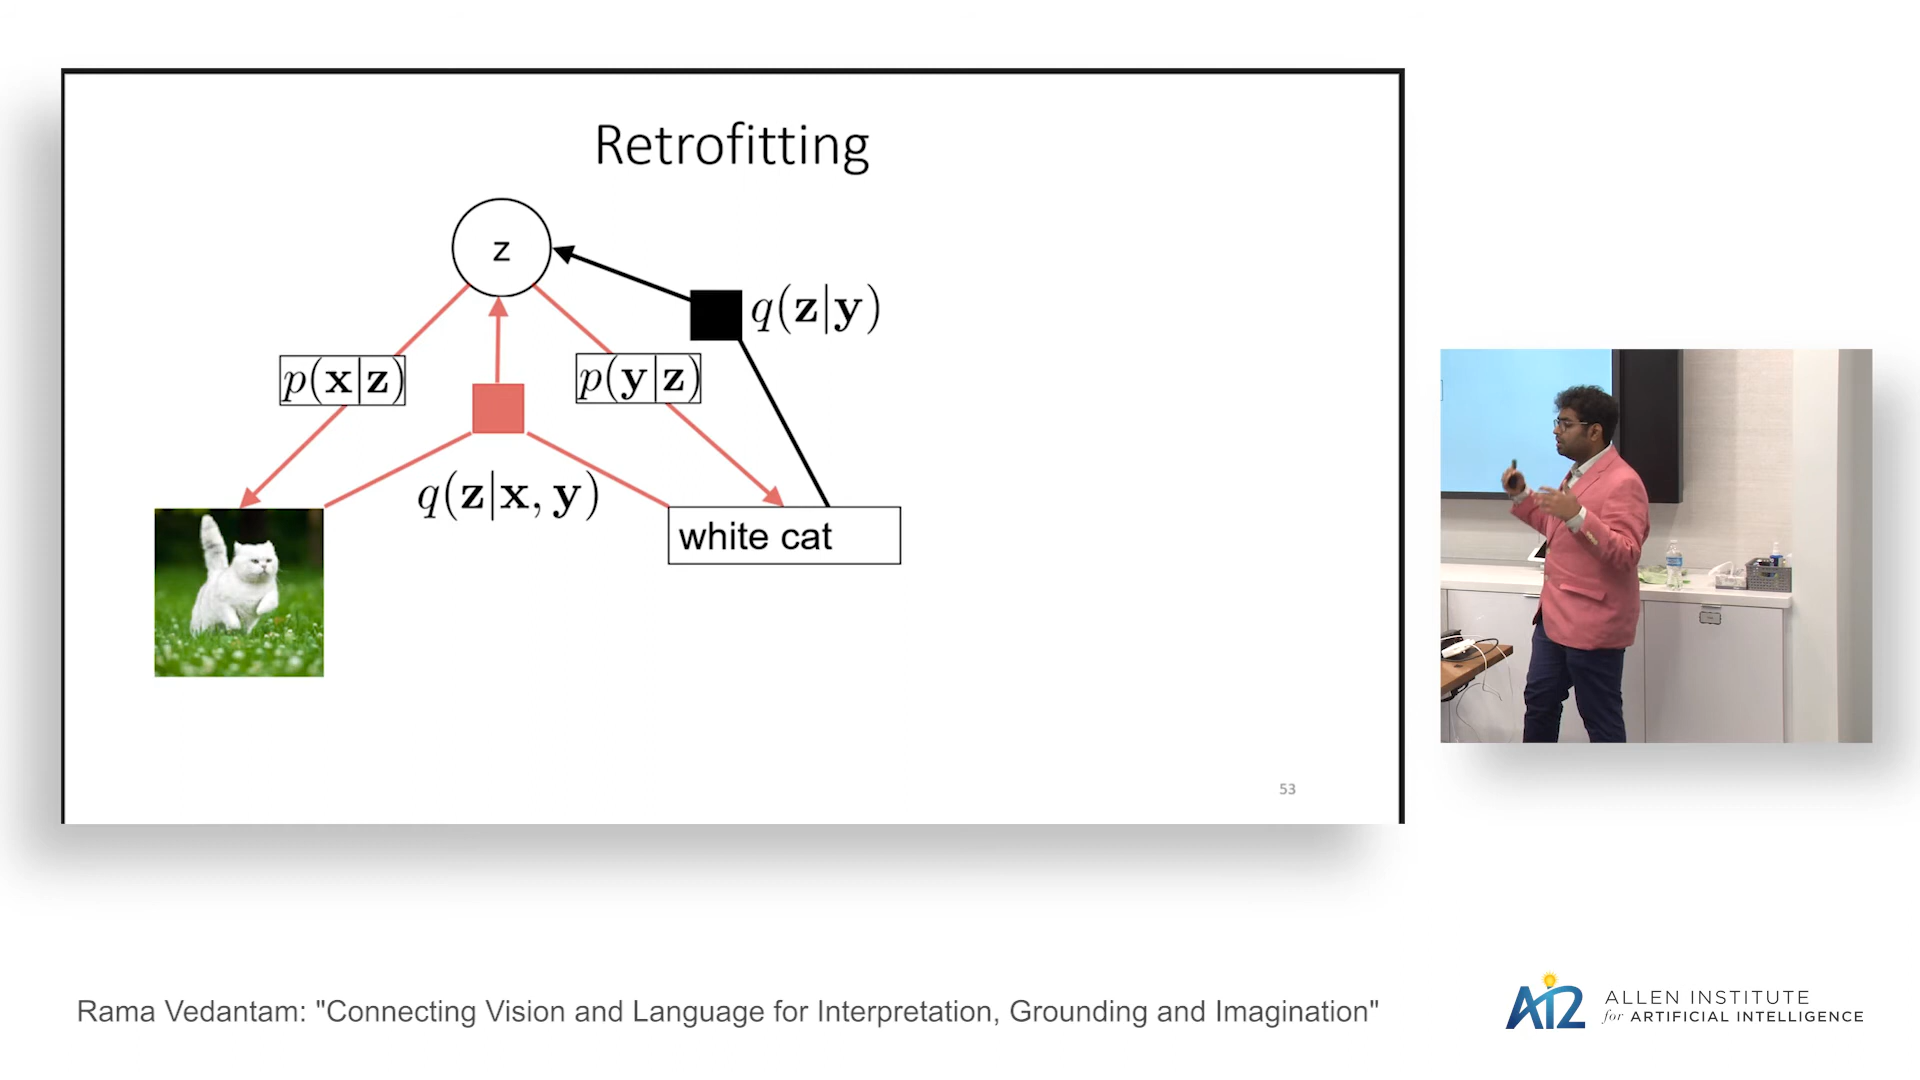 Retrofitting
z
q(z|y)
p(x|z)
p(y|z)
q(z|x, y)
white cat
53
Rama Vedantam: "Connecting Vision and Language for Interpretation, Grounding and Imagination"
AI2
ALLEN INSTITUTE
for ARTIFICIAL INTELLIGENCE